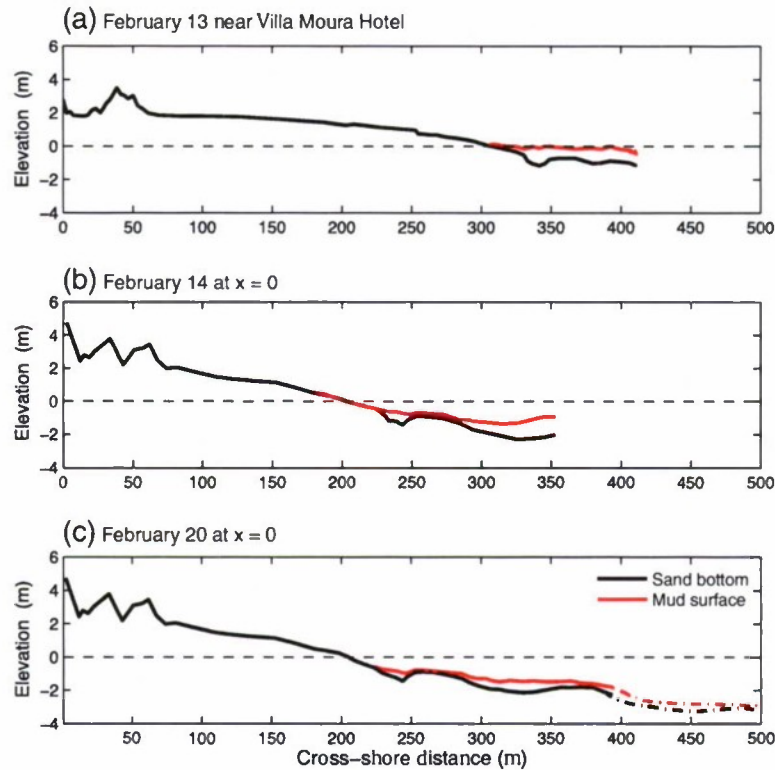 (a) February 13 near Villa Moura Hotel
6
4
2
0
−2
−4
Elevation (m)
0 50 100 150 200 250 300 350 400 450 500
(b) February 14 at x = 0
6
4
2
0
−2
−4
Elevation (m)
0 50 100 150 200 250 300 350 400 450 500
(c) February 20 at x = 0
6
4
2
0
−2
−4
Elevation (m)
Sand bottom
Mud surface
50 100 150 200 250 300 350 400 450 500
Cross−shore distance (m)